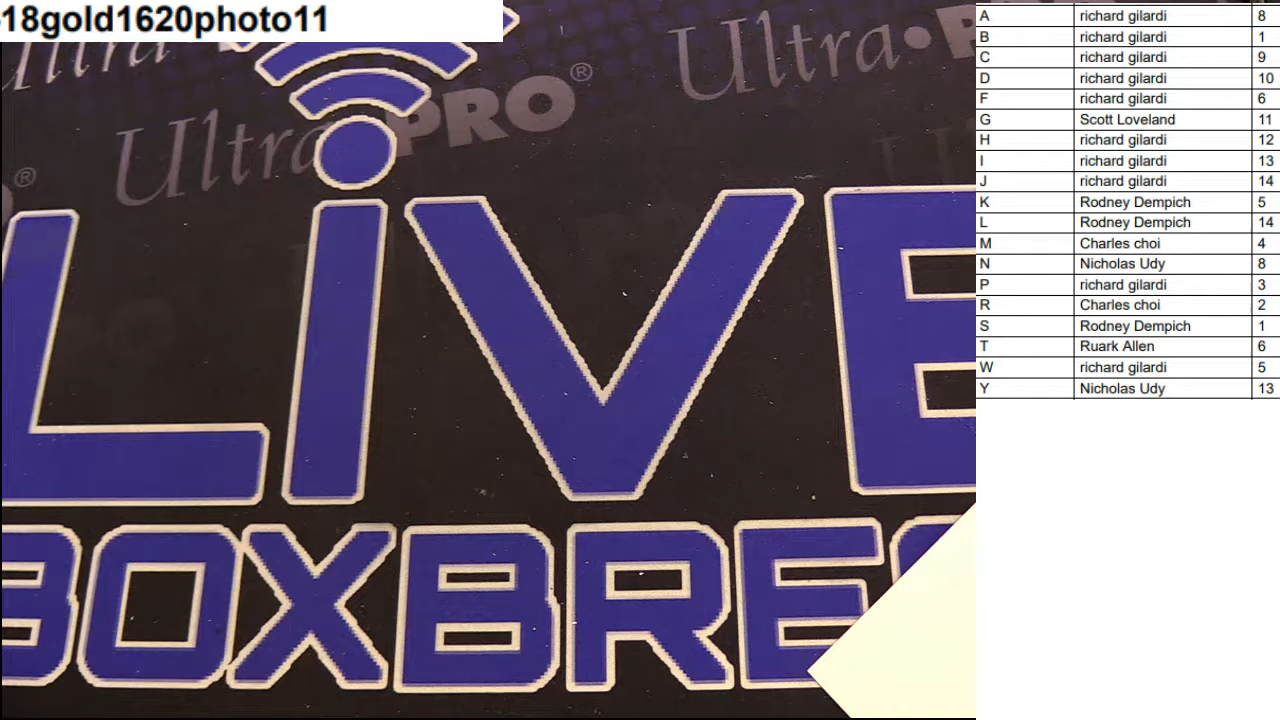 18gold1620photo11
Ultra PRO®
Ultra•P
®
LiVE
BOXBRE
A richard gilardi 8
B richard gilardi 1
C richard gilardi 9
D richard gilardi 10
F richard gilardi 6
G Scott Loveland 11
H richard gilardi 12
I richard gilardi 13
J richard gilardi 14
K Rodney Dempich 5
L Rodney Dempich 14
M Charles choi 4
N Nicholas Udy 8
P richard gilardi 3
R Charles choi 2
S Rodney Dempich 1
T Ruark Allen 6
W richard gilardi 5
Y Nicholas Udy 13